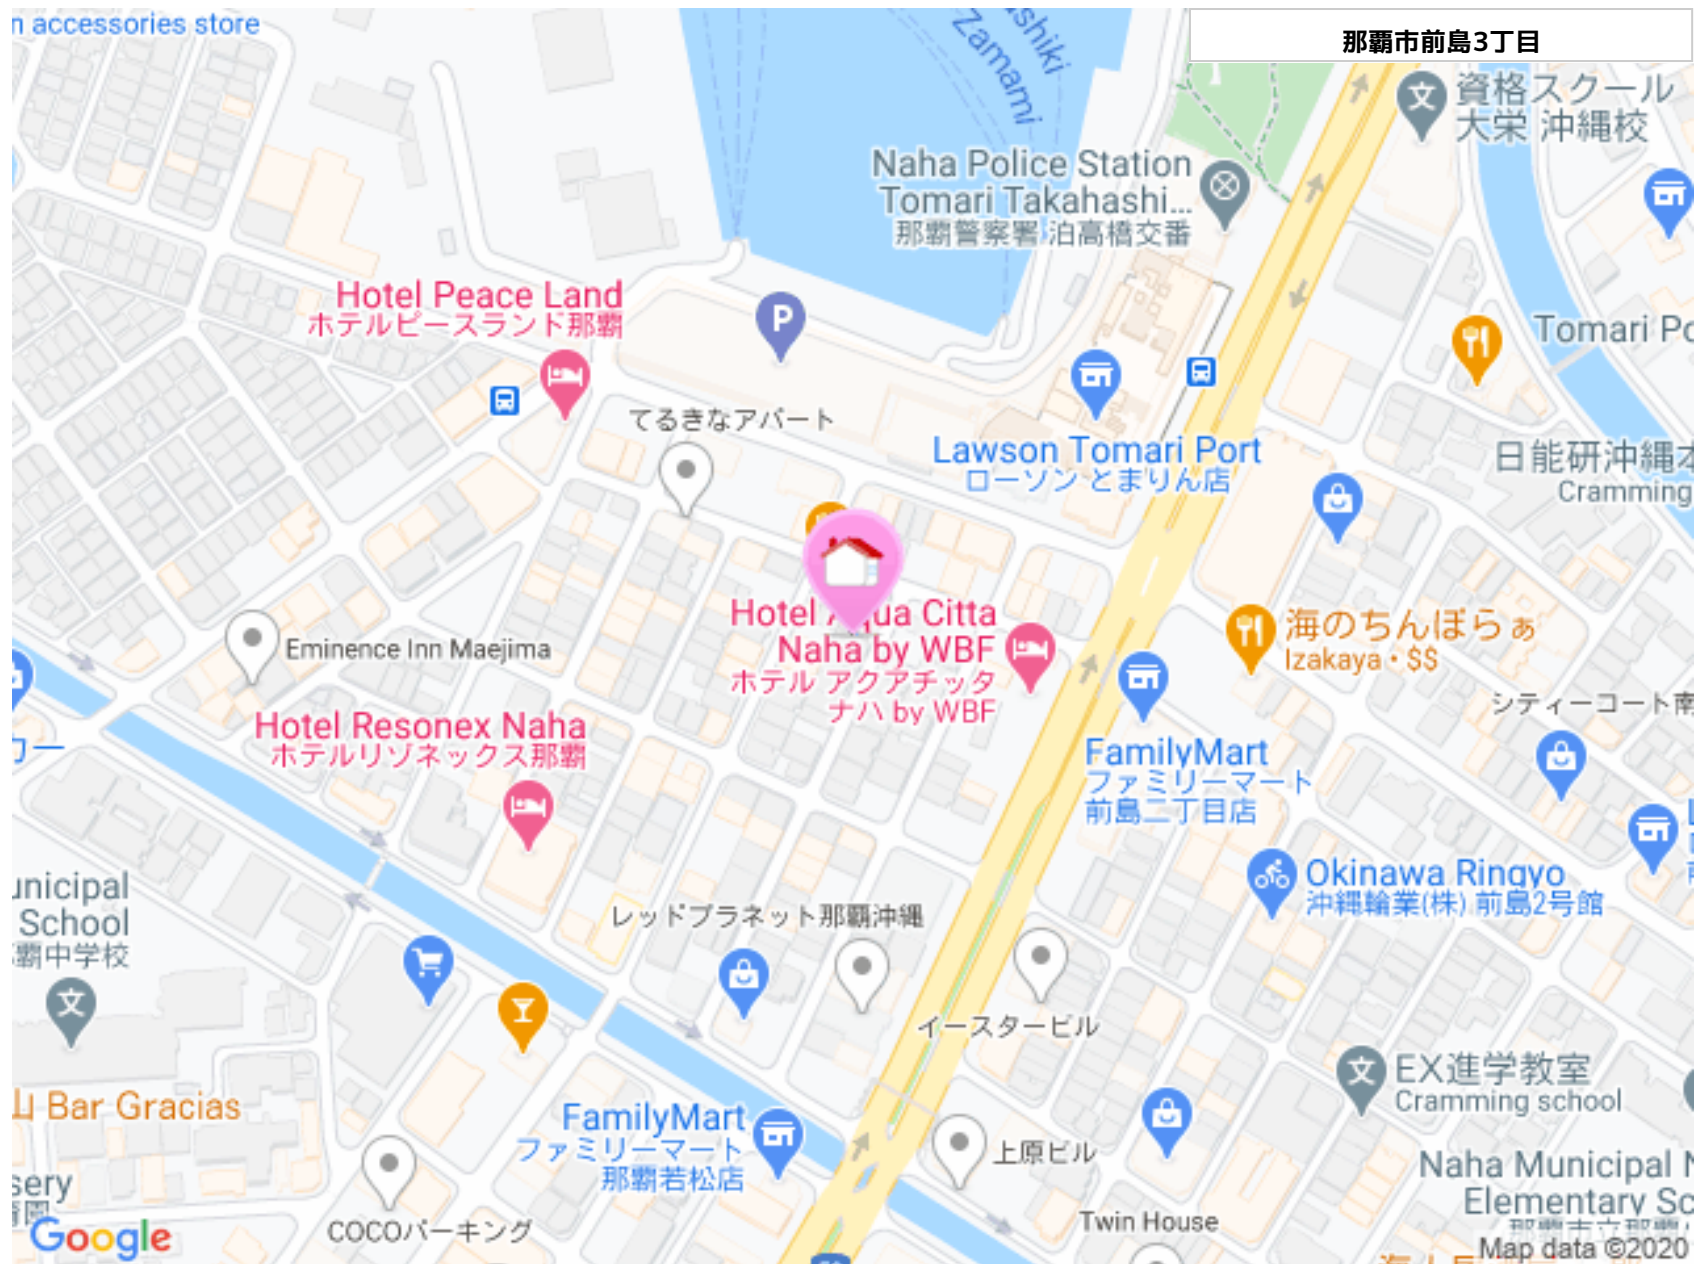 n accessories store
那覇市前島3丁目
shiki
Zamami
資格スクール
大栄 沖縄校
Naha Police Station
Tomari Takahashi...
那覇警察署 泊高橋交番
Hotel Peace Land
ホテルピースランド那覇
P
Tomari Po
てるきなアパート
Lawson Tomari Port
ローソン とまりん店
日能研沖縄本
Cramming
Hotel Aqua Citta
Naha by WBF
ホテル アクアチッタ
ナハ by WBF
海のちんぼらぁ
Izakaya・$$
Eminence Inn Maejima
シティーコート南
Hotel Resonex Naha
ホテルリゾネックス那覇
カー
FamilyMart
ファミリーマート
前島二丁目店
Okinawa Ringyo
沖縄輪業(株) 前島2号館
unicipal
School
覇中学校
レッドプラネット那覇沖縄
イースタービル
EX進学教室
Cramming school
山 Bar Gracias
FamilyMart
ファミリーマート
那覇若松店
上原ビル
Naha Municipal N
Elementary Sc
sery
Twin House
COCOパーキング
Google
Map data ©2020